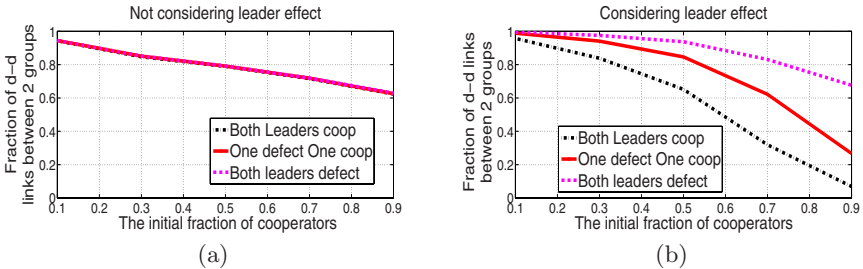 Not considering leader effect
Fraction of d−d
links between 2 groups
1
0.8
0.6
0.4
0.2
0
Both Leaders coop
One defect One coop
Both leaders defect
0.1 0.2 0.3 0.4 0.5 0.6 0.7 0.8 0.9
The initial fraction of cooperators
(a)
Considering leader effect
Fraction of d−d links
between 2 groups
1
0.8
0.6
0.4
0.2
0
Both Leaders coop
One defect One coop
Both leaders defect
0.1 0.2 0.3 0.4 0.5 0.6 0.7 0.8 0.9
The initial fraction of cooperators
(b)